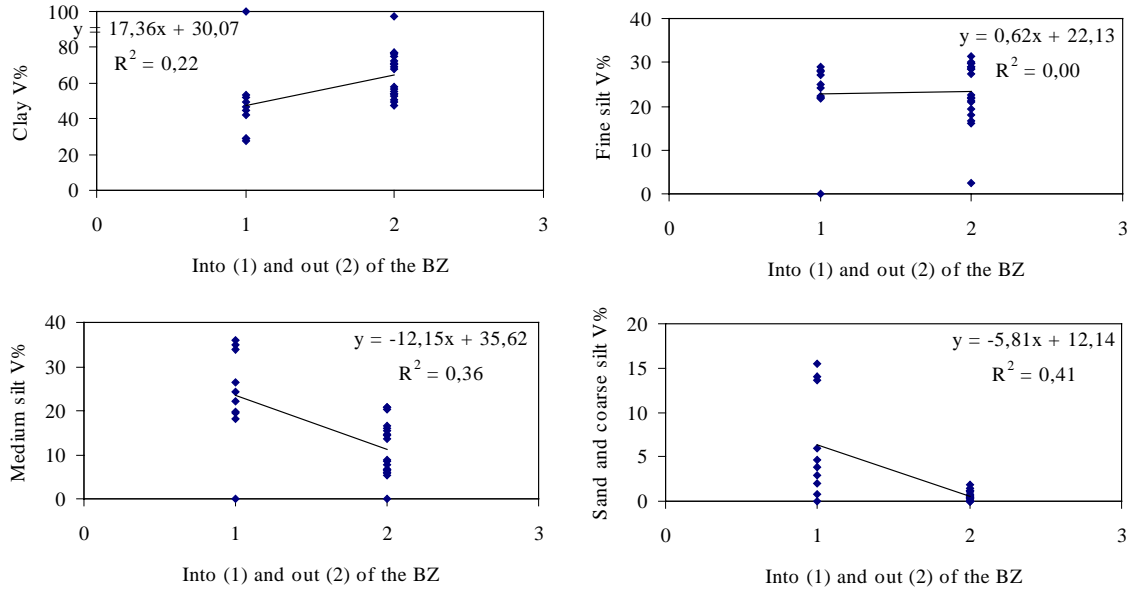 y = 17,36x + 30,07
R² = 0,22
Clay V%
100
80
60
40
20
0
0 1 2 3
Into (1) and out (2) of the BZ
y = 0,62x + 22,13
R² = 0,00
Fine silt V%
40
30
20
10
0
0 1 2 3
Into (1) and out (2) of the BZ
y = -12,15x + 35,62
R² = 0,36
Medium silt V%
40
30
20
10
0
0 1 2 3
Into (1) and out (2) of the BZ
y = -5,81x + 12,14
R² = 0,41
Sand and coarse silt V%
20
15
10
5
0
0 1 2 3
Into (1) and out (2) of the BZ